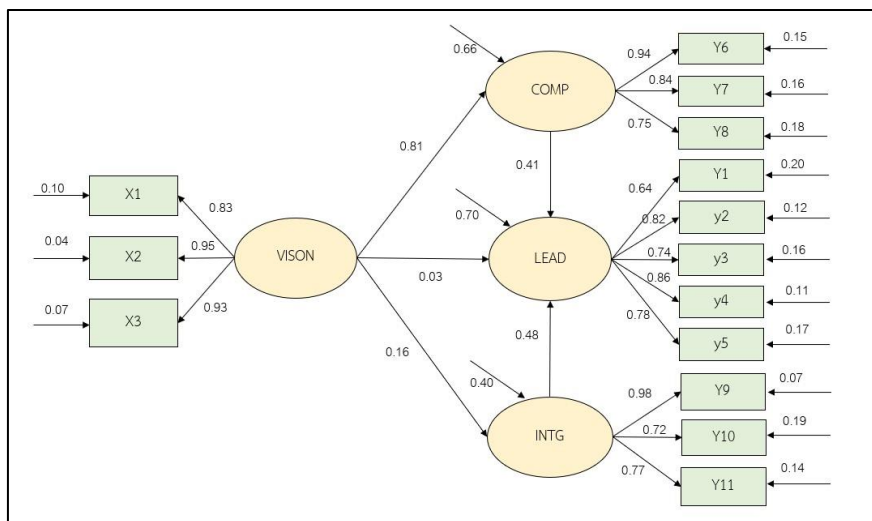 0.66
COMP
0.94
0.84
0.75
Y6
Y7
Y8
0.15
0.16
0.18
0.81
0.41
0.10
0.04
0.07
X1
X2
X3
0.83
0.95
0.93
VISON
0.03
0.16
0.70
LEAD
0.64
0.82
0.74
0.86
0.78
Y1
y2
y3
y4
y5
0.20
0.12
0.16
0.11
0.17
0.48
0.40
INTG
0.98
0.72
0.77
Y9
Y10
Y11
0.07
0.19
0.14